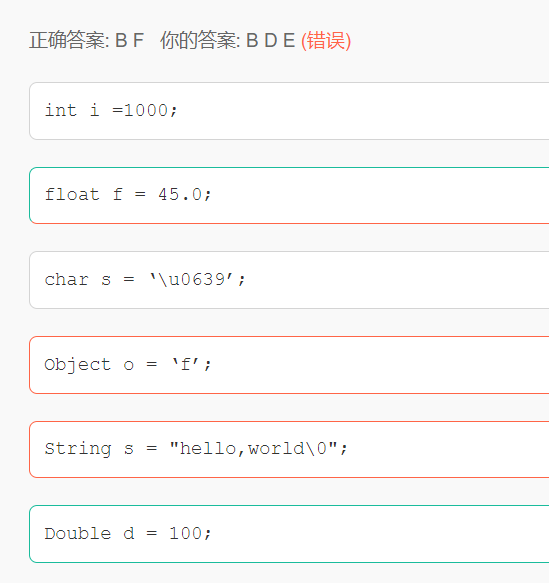 正确答案: B F 你的答案: B D E (错误)
int i =1000;
float f = 45.0;
char s = ‘\u0639’;
Object o = ‘f’;
String s = "hello,world\0";
Double d = 100;